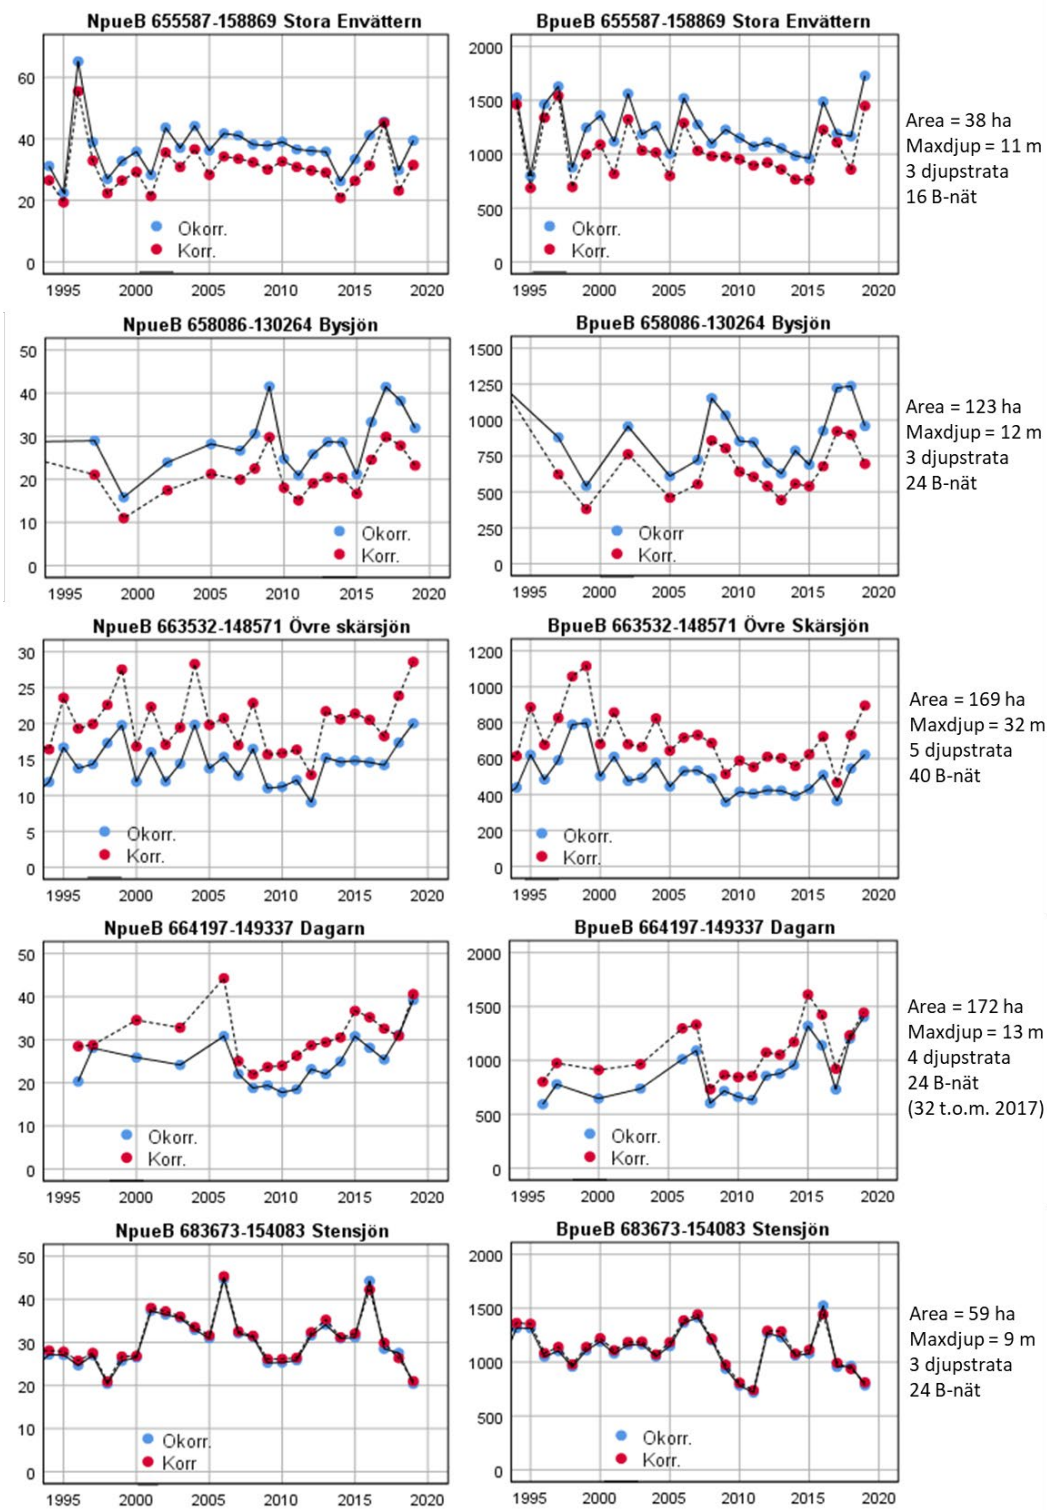 NpueB 655587-158869 Stora Envättern
BpueB 655587-158869 Stora Envättern
60
40
20
0
Okorr.
Korr.
1995 2000 2005 2010 2015 2020
2000
1500
1000
500
0
Okorr.
Korr.
1995 2000 2005 2010 2015 2020
Area = 38 ha
Maxdjup = 11 m
3 djupstrata
16 B-nät
NpueB 658086-130264 Bysjön
BpueB 658086-130264 Bysjön
50
40
30
20
10
0
Okorr.
Korr.
1995 2000 2005 2010 2015 2020
1500
1250
1000
750
500
250
0
Okorr
Korr.
1995 2000 2005 2010 2015 2020
Area = 123 ha
Maxdjup = 12 m
3 djupstrata
24 B-nät
NpueB 663532-148571 Övre skärsjön
BpueB 663532-148571 Övre Skärsjön
30
25
20
15
10
5
0
Okorr.
Korr.
1995 2000 2005 2010 2015 2020
1200
1000
800
600
400
200
0
Okorr.
Korr.
1995 2000 2005 2010 2015 2020
Area = 169 ha
Maxdjup = 32 m
5 djupstrata
40 B-nät
NpueB 664197-149337 Dagarn
BpueB 664197-149337 Dagarn
50
40
30
20
10
0
Okorr.
Korr.
1995 2000 2005 2010 2015 2020
2000
1500
1000
500
0
Okorr.
Korr.
1995 2000 2005 2010 2015 2020
Area = 172 ha
Maxdjup = 13 m
4 djupstrata
24 B-nät
(32 t.o.m. 2017)
NpueB 683673-154083 Stensjön
BpueB 683673-154083 Stensjön
50
40
30
20
10
0
Okorr.
Korr
1995 2000 2005 2010 2015 2020
2000
1500
1000
500
0
Okorr.
Korr.
1995 2000 2005 2010 2015 2020
Area = 59 ha
Maxdjup = 9 m
3 djupstrata
24 B-nät